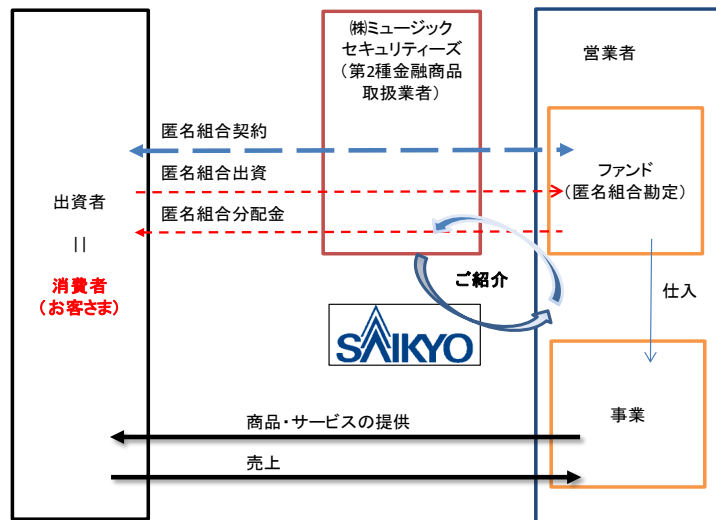 ㈱ミュージック
セキュリティーズ
(第2種金融商品
取扱業者)
営業者
匿名組合契約
匿名組合出資
匿名組合分配金
ファンド
(匿名組合勘定)
出資者
||
消費者
(お客さま)
ご紹介
仕入
SAIKYO
事業
商品・サービスの提供
売上